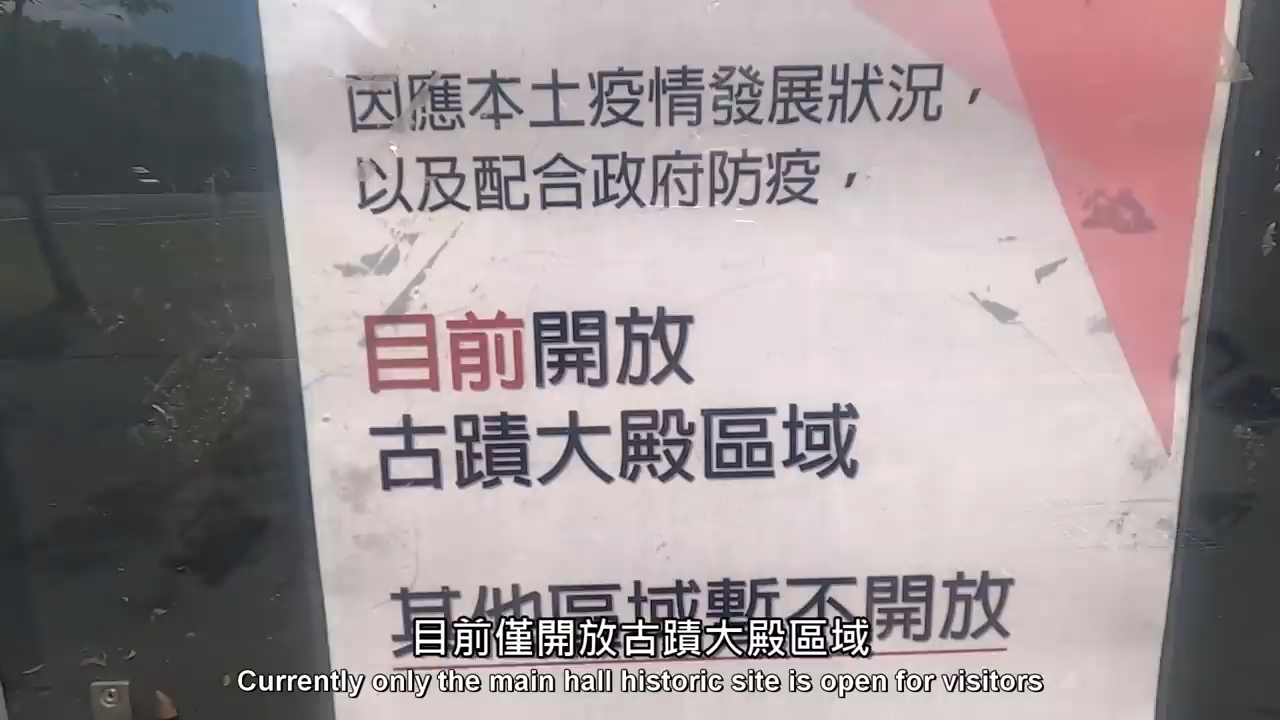 因應本土疫情發展狀況，
以及配合政府防疫，
目前開放
古蹟大殿區域
其他區域暫不開放
目前僅開放古蹟大殿區域
Currently only the main hall historic site is open for visitors